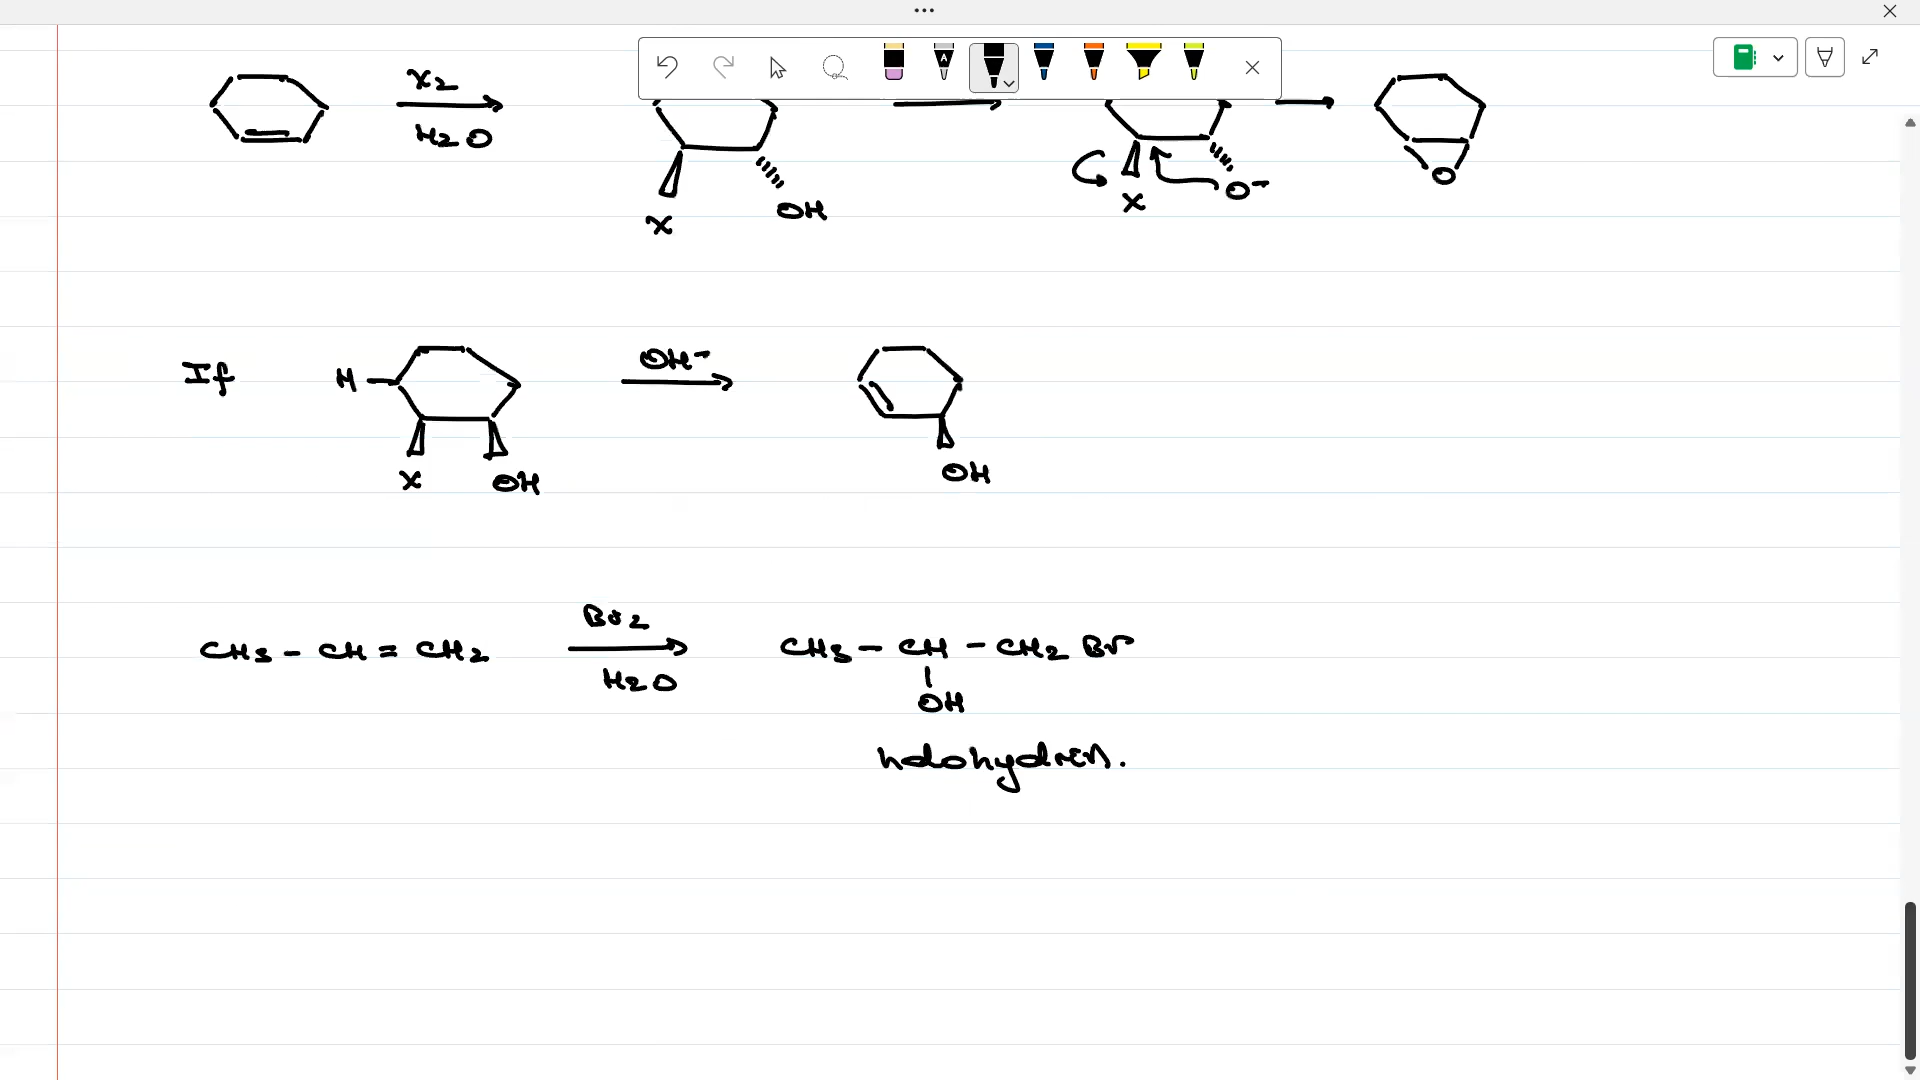 X2
H2O
X
OH
X
O-
O
If
H
X
OH
OH-
OH
CH3 - CH = CH2
Br2
H2O
CH3 - CH - CH2 Br
OH
halohydrin.